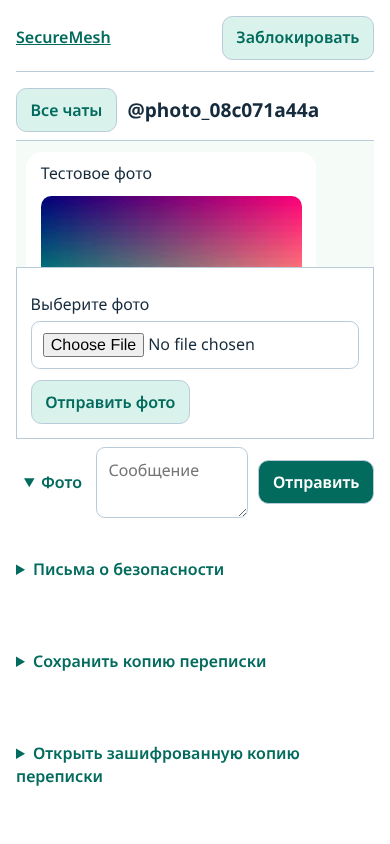 SecureMesh
Заблокировать
Все чаты
@photo_08c071a44a
Тестовое фото
Выберите фото
Choose File No file chosen
Отправить фото
▼ Фото
Сообщение
Отправить
▶ Письма о безопасности
▶ Сохранить копию переписки
▶ Открыть зашифрованную копию
переписки